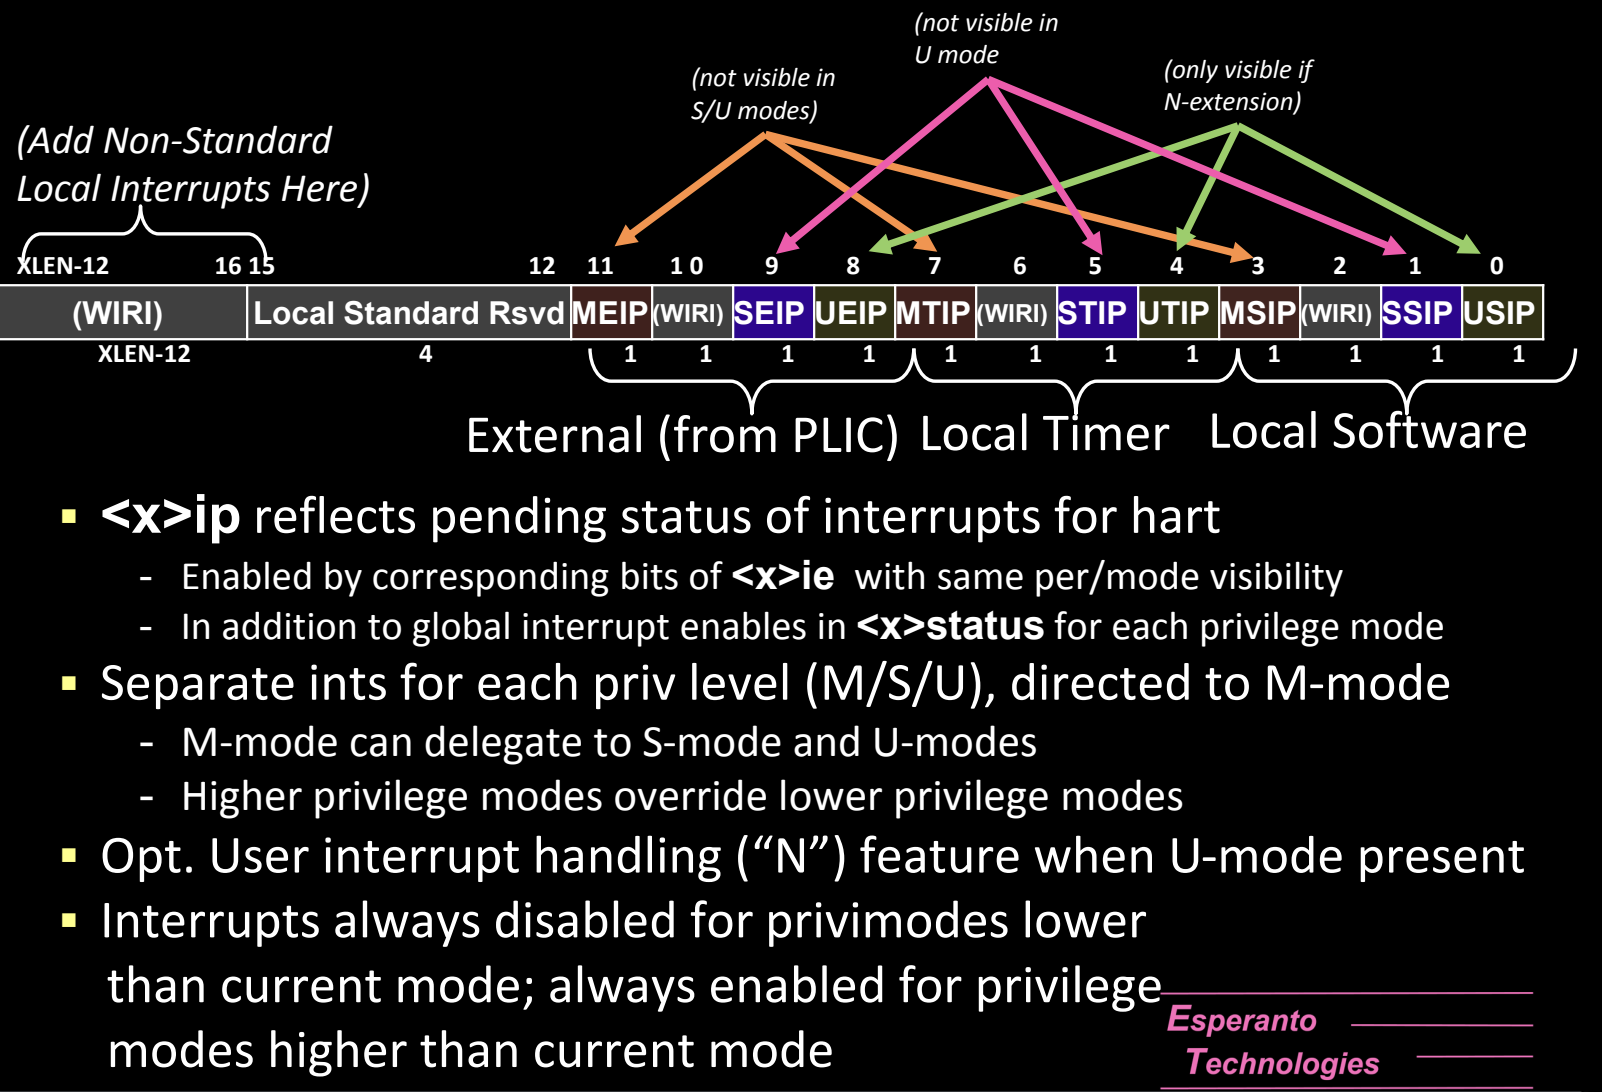 (not visible in
U mode
(not visible in
S/U modes)
(only visible if
N-extension)
(Add Non-Standard
Local Interrupts Here)
XLEN-12 16 15 12 11 1 0 9 8 7 6 5 4 3 2 1 0
(WIRI) Local Standard Rsvd MEIP (WIRI) SEIP UEIP MTIP (WIRI) STIP UTIP MSIP (WIRI) SSIP USIP
XLEN-12 4 1 1 1 1 1 1 1 1 1 1 1 1
External (from PLIC) Local Timer Local Software
▪ <x>ip reflects pending status of interrupts for hart
- Enabled by corresponding bits of <x>ie with same per/mode visibility
- In addition to global interrupt enables in <x>status for each privilege mode
▪ Separate ints for each priv level (M/S/U), directed to M-mode
- M-mode can delegate to S-mode and U-modes
- Higher privilege modes override lower privilege modes
▪ Opt. User interrupt handling (“N”) feature when U-mode present
▪ Interrupts always disabled for privimodes lower
than current mode; always enabled for privilege
modes higher than current mode
Esperanto
Technologies